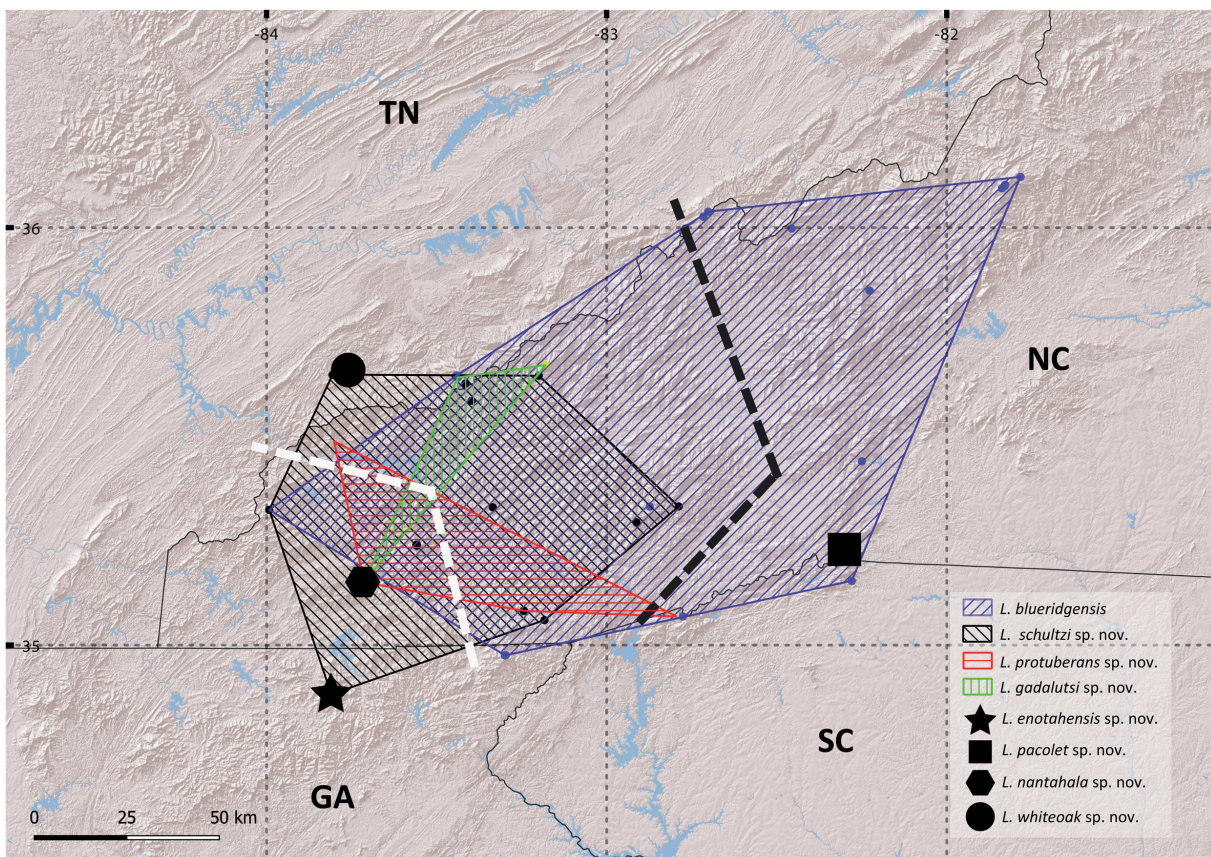 -84 -83 -82
TN
36
NC
35
SC
GA
L. blueridgensis
L. schultzi sp. nov.
L. protuberans sp. nov.
L. gadalutsi sp. nov.
L. enotahensis sp. nov.
L. pacolet sp. nov.
L. nantahala sp. nov.
L. whiteoak sp. nov.
0 25 50 km